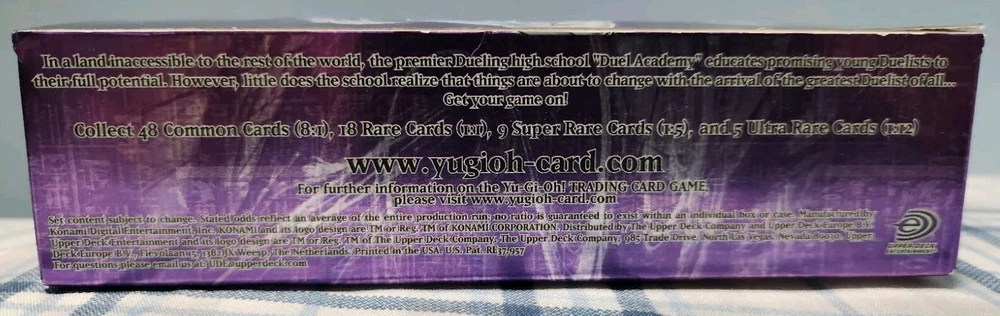 In a land inaccessible to the rest of the world, the premier Dueling high school "Duel Academy" educates promising young Duelists to
their full potential. However, little does the school realize that things are about to change with the arrival of the greatest Duelist of all...
Get your game on!
Collect 48 Common Cards (8:1), 18 Rare Cards (1:1), 9 Super Rare Cards (1:5), and 5 Ultra Rare Cards (1:12)
www.yugioh-card.com
For further information on the Yu-Gi-Oh! TRADING CARD GAME,
please visit www.yugioh-card.com
Set content subject to change. Stated odds reflect an average of the entire production run; no ratio is guaranteed to exist within an individual box or case. Manufactured by
Konami Digital Entertainment, Inc. KONAMI and its logo design are TM or Reg. TM of KONAMI CORPORATION. Distributed by The Upper Deck Company and Upper Deck Europe B.V.
Upper Deck Entertainment and its logo design are TM or Reg. TM of The Upper Deck Company. The Upper Deck Company, 985 Trade Drive, North Las Vegas, Nevada 89030. Upper
Deck Europe B.V., Flevolaan 15, 1382 JX Weesp, The Netherlands. Printed in the USA. U.S. Pat. RE37,957
For questions please email us at: UDE@upperdeck.com
UPPER DECK
ENTERTAINMENT